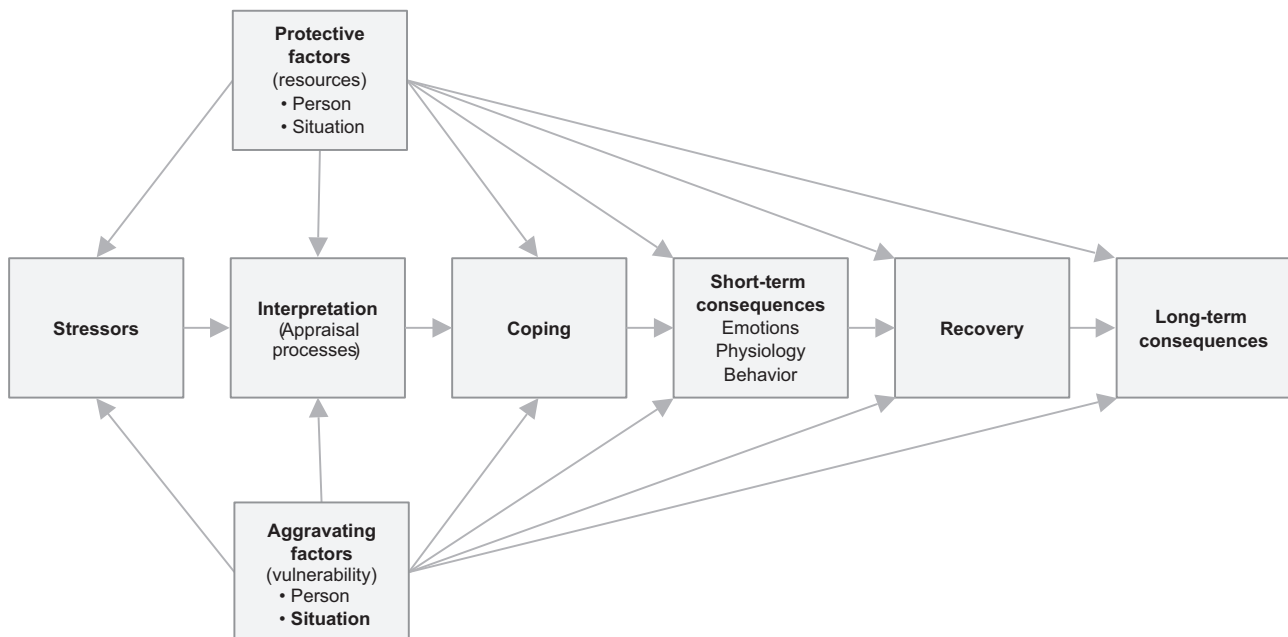 Protective
factors
(resources)
• Person
• Situation
Stressors
Interpretation
(Appraisal
processes)
Coping
Short-term
consequences
Emotions
Physiology
Behavior
Recovery
Long-term
consequences
Aggravating
factors
(vulnerability)
• Person
• Situation